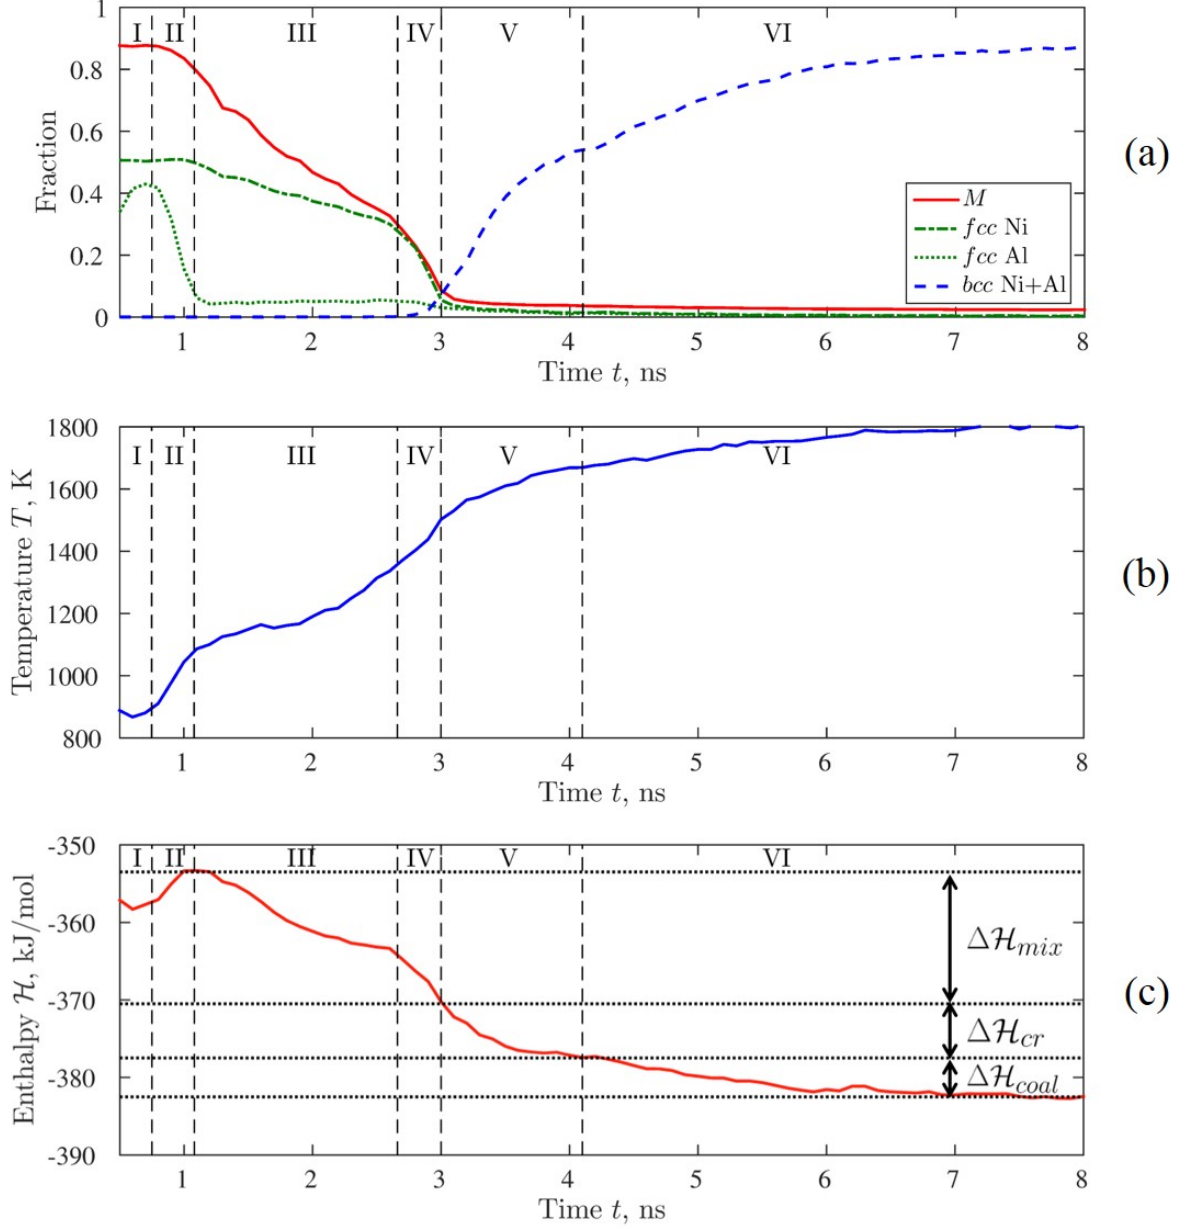 1
0.8
0.6
0.4
0.2
0
Fraction
I II III IV V VI
M
fcc Ni
fcc Al
bcc Ni+Al
1 2 3 4 5 6 7 8
Time t, ns
(a)
1800
1600
1400
1200
1000
800
Temperature T, K
I II III IV V VI
1 2 3 4 5 6 7 8
Time t, ns
(b)
-350
-360
-370
-380
-390
Enthalpy ℋ, kJ/mol
I II III IV V VI
Δℋmix
Δℋcr
Δℋcoal
1 2 3 4 5 6 7 8
Time t, ns
(c)